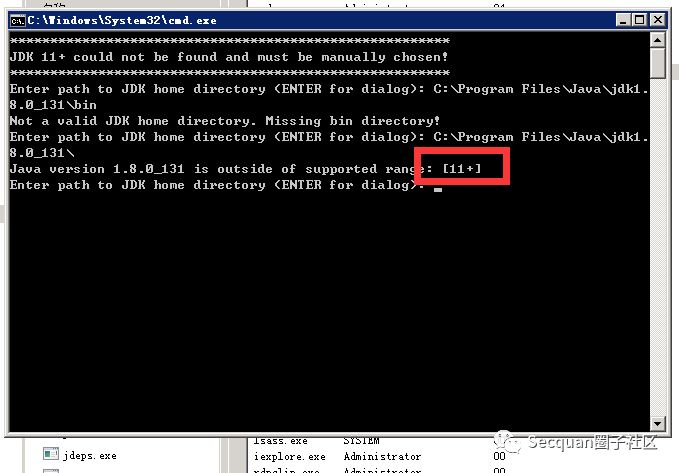 C:\Windows\System32\cmd.exe
JDK 11+ could not be found and must be manually chosen!
Enter path to JDK home directory (ENTER for dialog): C:\Program Files\Java\jdk1.
8.0_131\bin
Not a valid JDK home directory. Missing bin directory!
Enter path to JDK home directory (ENTER for dialog): C:\Program Files\Java\jdk1.
8.0_131\
Java version 1.8.0_131 is outside of supported range: [11+]
Enter path to JDK home directory (ENTER for dialog):
lsass.exe SYSTEM
jdeps.exe
iexplore.exe Administrator 00
Administrator
Secquan圈子社区